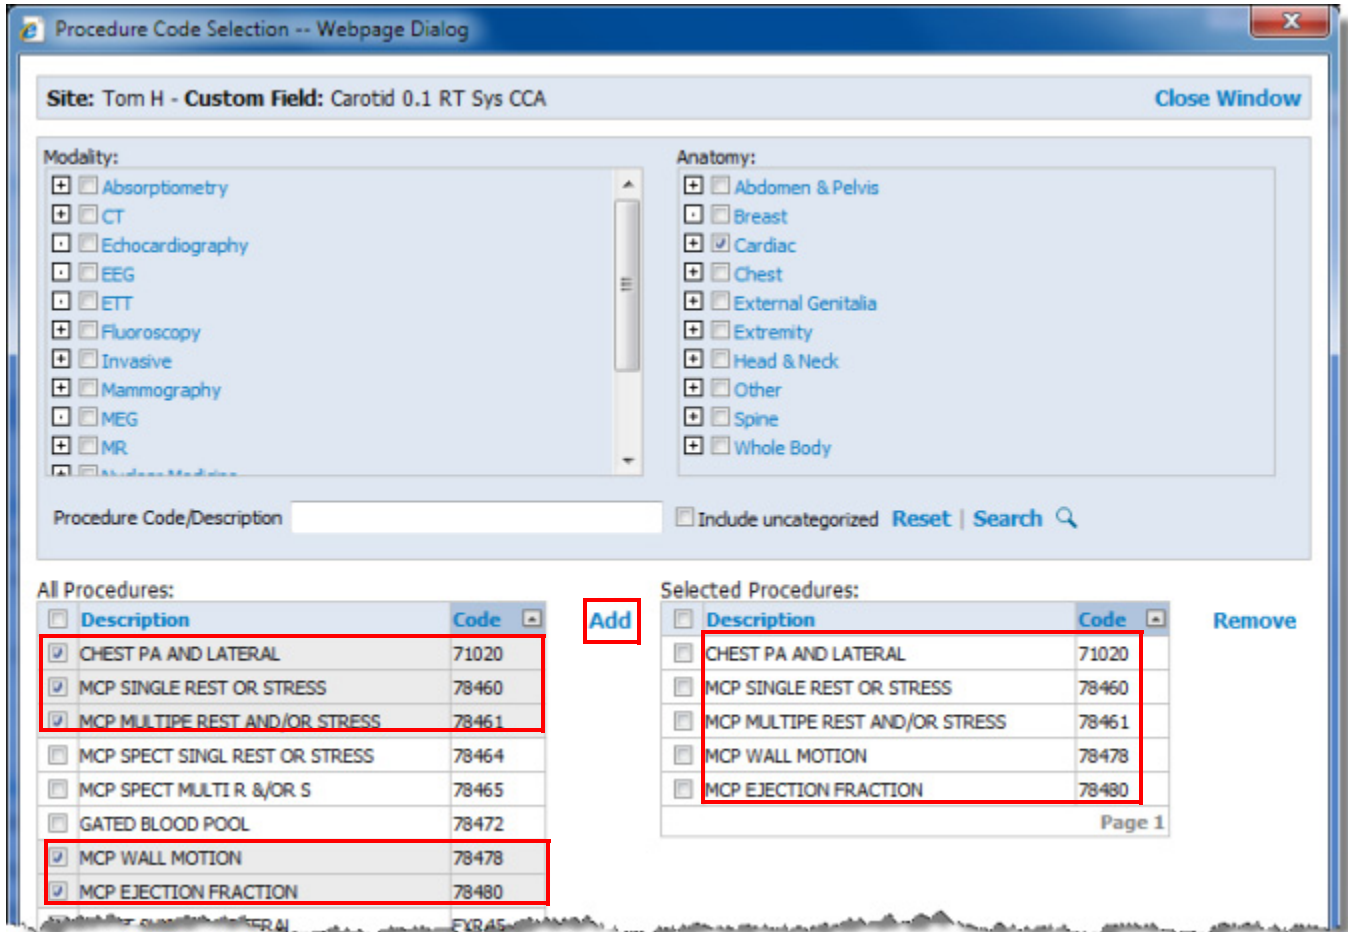 Procedure Code Selection -- Webpage Dialog
X
Site: Tom H - Custom Field: Carotid 0.1 RT Sys CCA
Close Window
Modality:
Absorptiometry
CT
Echocardiography
EEG
ETT
Fluoroscopy
Invasive
Mammography
MEG
MR
Nuclear Medicine
Anatomy:
Abdomen & Pelvis
Breast
Cardiac
Chest
External Genitalia
Extremity
Head & Neck
Other
Spine
Whole Body
Procedure Code/Description
Include uncategorized Reset | Search
All Procedures:
Description Code
CHEST PA AND LATERAL 71020
MCP SINGLE REST OR STRESS 78460
MCP MULTIPE REST AND/OR STRESS 78461
MCP SPECT SINGL REST OR STRESS 78464
MCP SPECT MULTI R &/OR S 78465
GATED BLOOD POOL 78472
MCP WALL MOTION 78478
MCP EJECTION FRACTION 78480
Add
Selected Procedures:
Description Code
CHEST PA AND LATERAL 71020
MCP SINGLE REST OR STRESS 78460
MCP MULTIPE REST AND/OR STRESS 78461
MCP WALL MOTION 78478
MCP EJECTION FRACTION 78480
Page 1
Remove